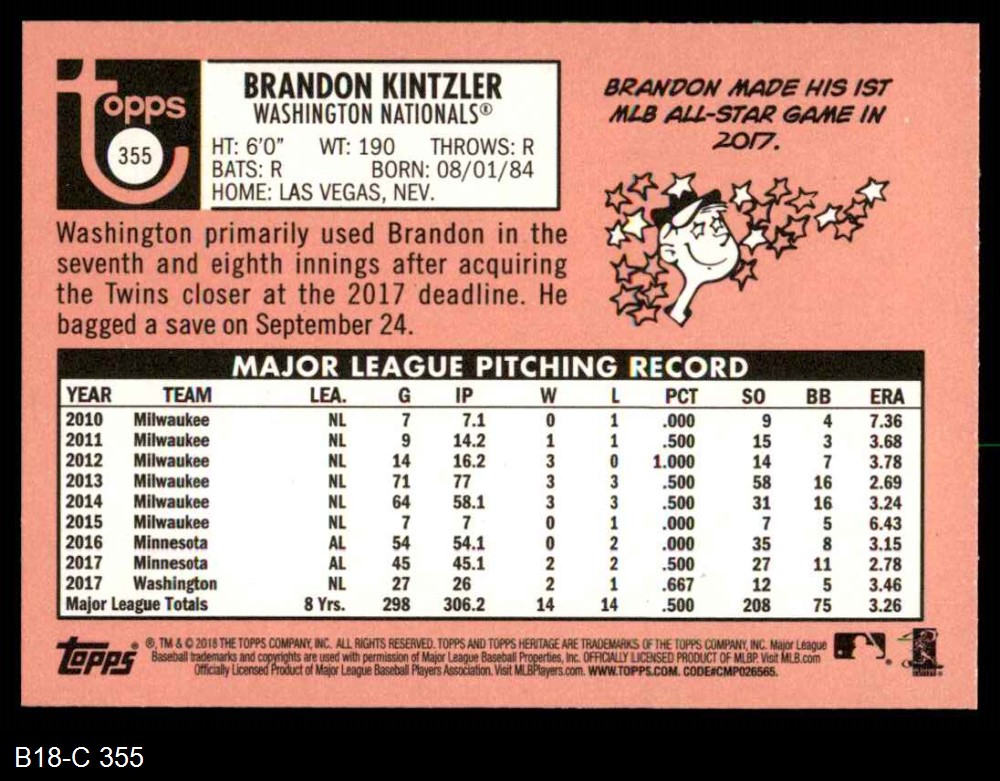 topps
355
BRANDON KINTZLER
WASHINGTON NATIONALS®
HT: 6'0" WT: 190 THROWS: R
BATS: R BORN: 08/01/84
HOME: LAS VEGAS, NEV.
BRANDON MADE HIS 1ST
MLB ALL-STAR GAME IN
2017.
Washington primarily used Brandon in the
seventh and eighth innings after acquiring
the Twins closer at the 2017 deadline. He
bagged a save on September 24.
MAJOR LEAGUE PITCHING RECORD
YEAR TEAM LEA. G IP W L PCT SO BB ERA
2010 Milwaukee NL 7 7.1 0 1 .000 9 4 7.36
2011 Milwaukee NL 9 14.2 1 1 .500 15 3 3.68
2012 Milwaukee NL 14 16.2 3 0 1.000 14 7 3.78
2013 Milwaukee NL 71 77 3 3 .500 58 16 2.69
2014 Milwaukee NL 64 58.1 3 3 .500 31 16 3.24
2015 Milwaukee NL 7 7 0 1 .000 7 5 6.43
2016 Minnesota AL 54 54.1 0 2 .000 35 8 3.15
2017 Minnesota AL 45 45.1 2 2 .500 27 11 2.78
2017 Washington NL 27 26 2 1 .667 12 5 3.46
Major League Totals 8 Yrs. 298 306.2 14 14 .500 208 75 3.26
Topps®
®, TM & © 2018 THE TOPPS COMPANY, INC. ALL RIGHTS RESERVED. TOPPS AND TOPPS HERITAGE ARE TRADEMARKS OF THE TOPPS COMPANY, INC. Major League
Baseball trademarks and copyrights are used with permission of Major League Baseball Properties, Inc. OFFICIALLY LICENSED PRODUCT OF MLBP. Visit MLB.com
Officially Licensed Product of Major League Baseball Players Association. Visit MLBPlayers.com. WWW.TOPPS.COM. CODE#CMP026565.
B18-C 355